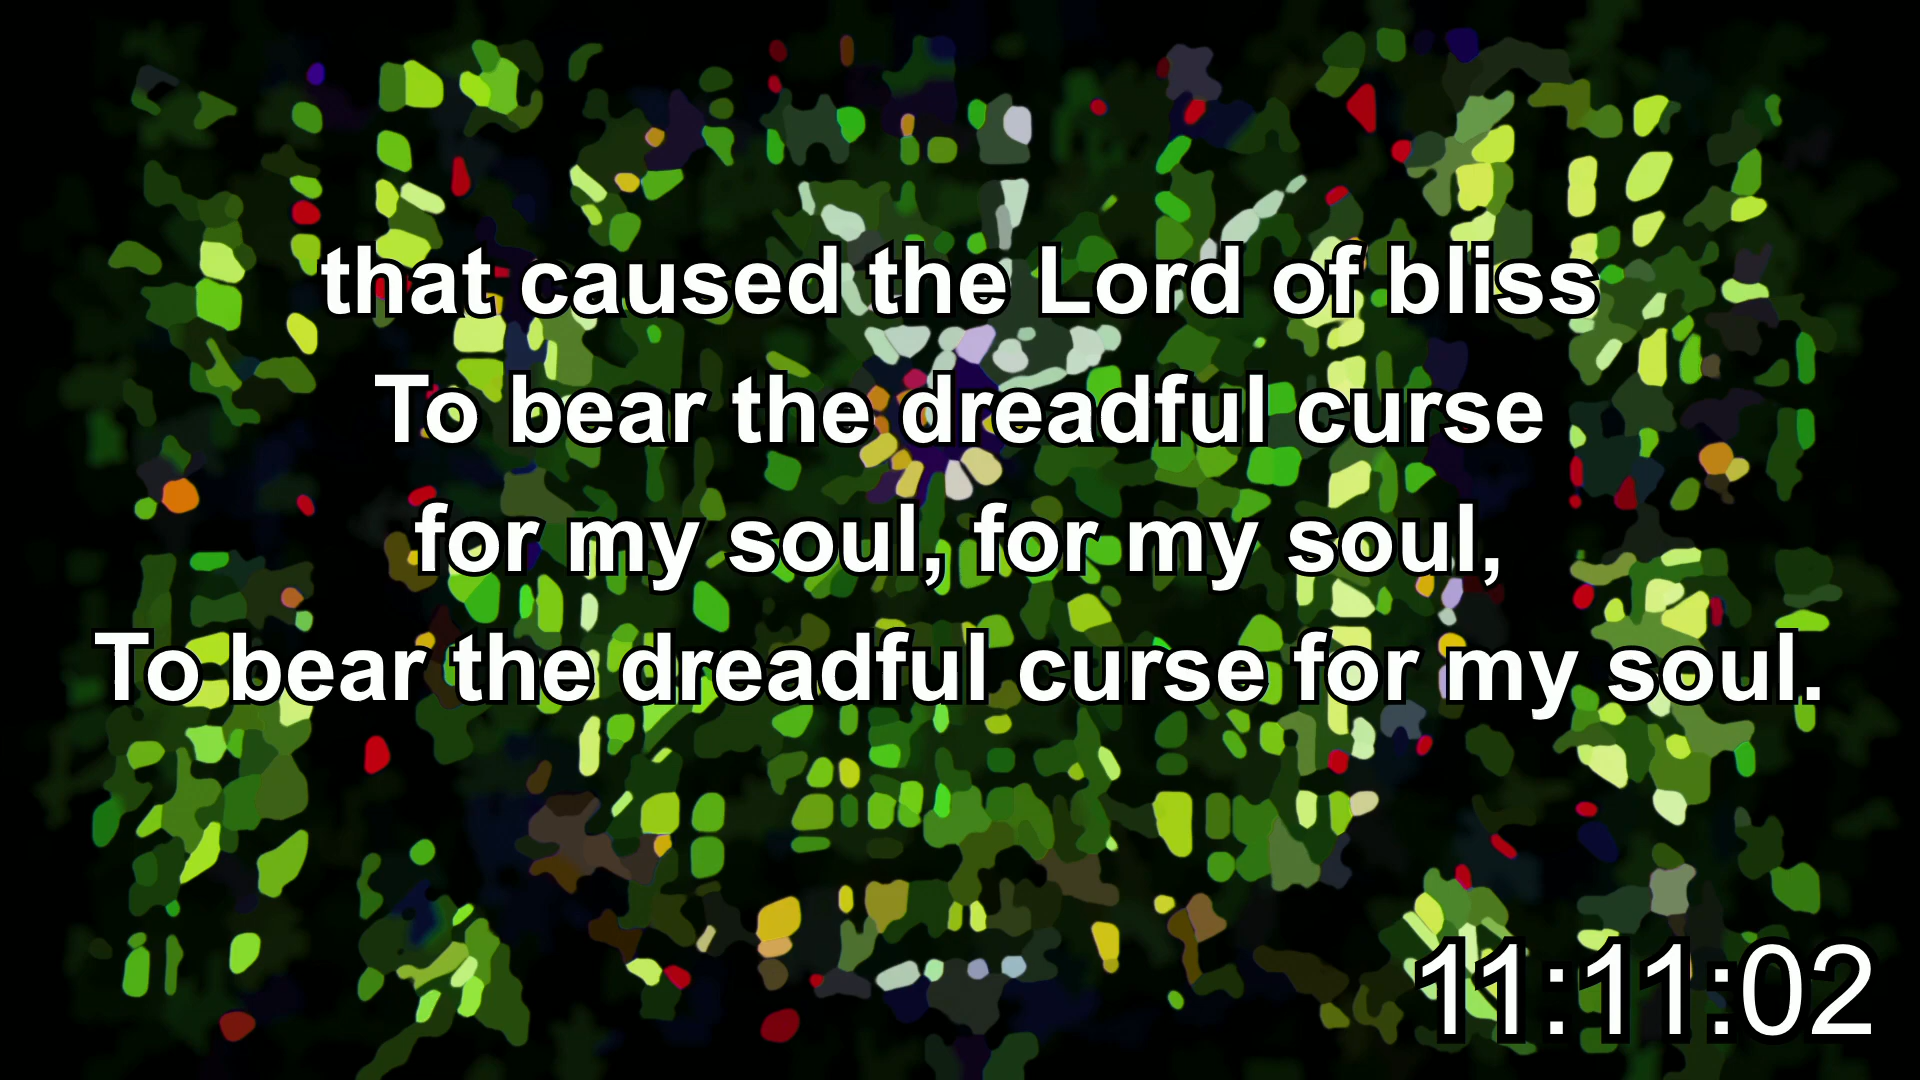 that caused the Lord of bliss
To bear the dreadful curse
for my soul, for my soul,
To bear the dreadful curse for my soul.
11:11:02